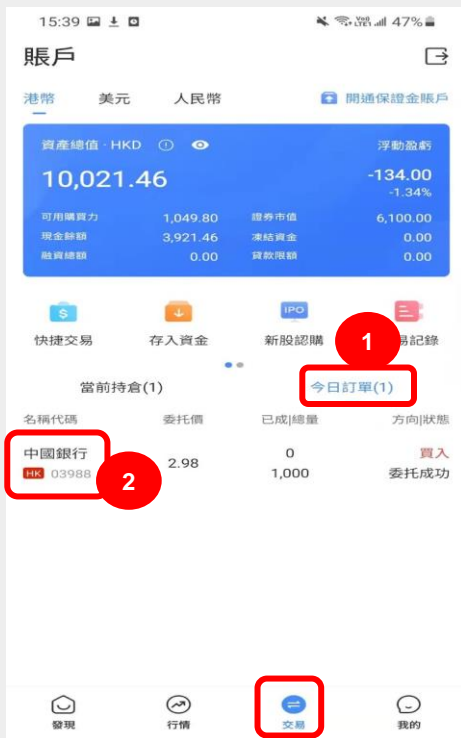 15:39 Vo) LTE1 47%
賬戶
港幣 美元 人民幣 開通保證金賬戶
資產總值 · HKD 浮動盈虧
10,021.46 -134.00
-1.34%
可用購買力 1,049.80 證券市值 6,100.00
現金餘額 3,921.46 凍結資金 0.00
融資總額 0.00 貸款限額 0.00
IPO
快捷交易 存入資金 新股認購 易記錄
1
當前持倉(1) 今日訂單(1)
名稱代碼 委托價 已成|總量 方向|狀態
中國銀行 2.98 0 買入
HK 03988 1,000 委托成功
2
發現 行情 交易 我的